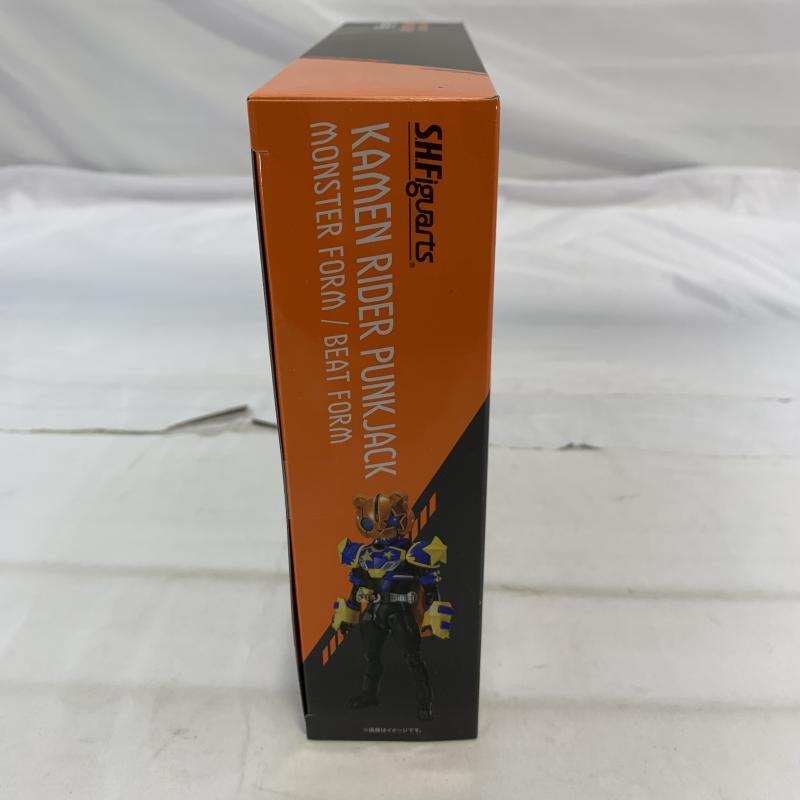 S.H.Figuarts®
KAMEN RIDER PUNKJACK
MONSTER FORM / BEAT FORM
※画像はイメージです。